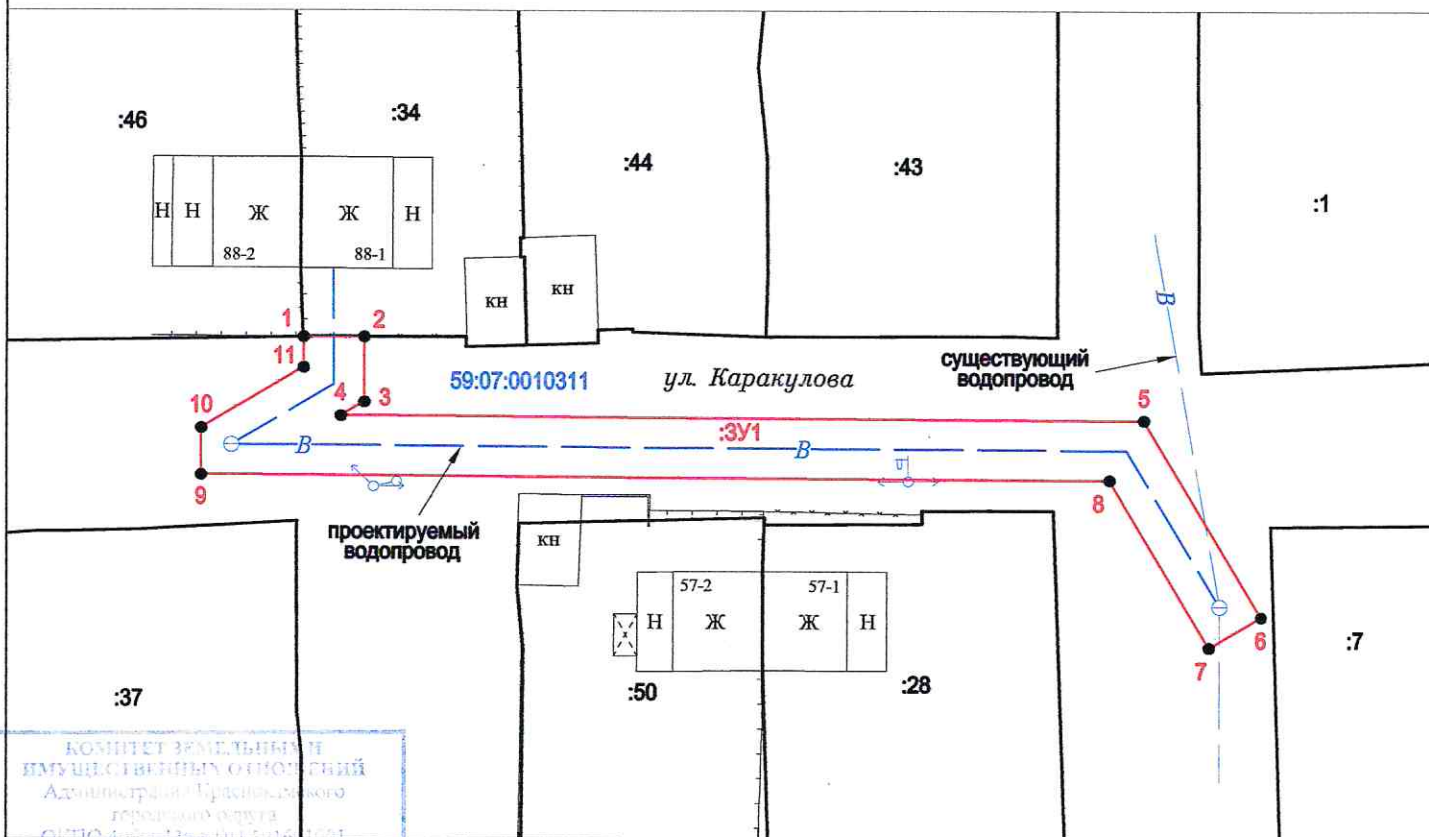 :46
:34
:44
:43
:1
Н
Н
Ж
Ж
Н
88-2
88-1
кн
кн
В
1
2
11
существующий
водопровод
59:07:0010311
ул. Каракулова
4
3
5
10
:ЗУ1
В
В
9
8
проектируемый
водопровод
кн
57-2
57-1
Н
Ж
Ж
Н
6
7
:7
:37
:50
:28
КОМИТЕТ ЗЕМЕЛЬНЫХ И
ИМУЩЕСТВЕННЫХ ОТНОШЕНИЙ
Администрации Краснокамского
городского округа